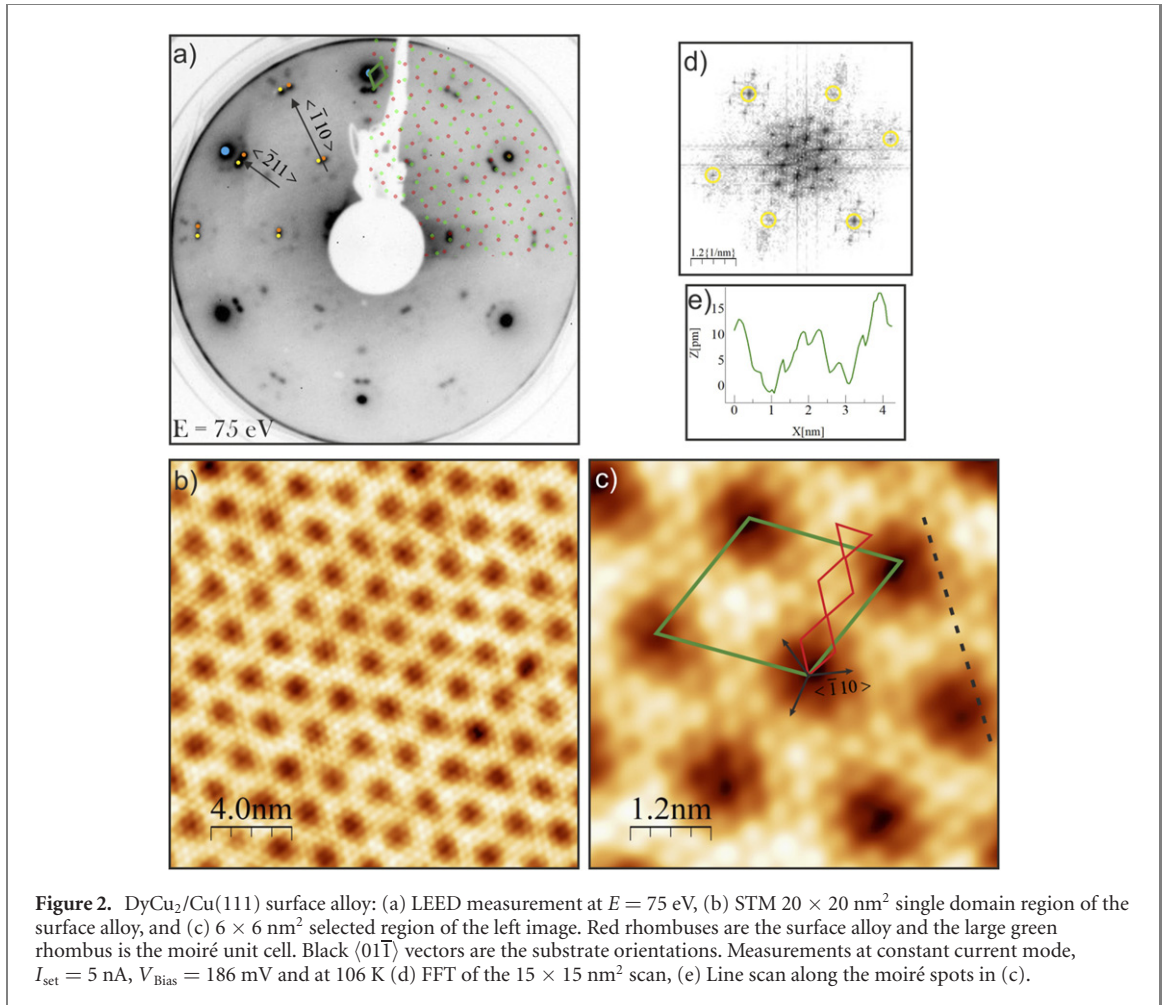 a)
<1̅10>
<2̅11>
E = 75 eV
d)
1.2{1/nm}
e)
Z[pm]
15
10
5
0
0 1 2 3 4
X[nm]
b)
4.0nm
c)
<1̅10>
1.2nm
Figure 2. DyCu₂/Cu(111) surface alloy: (a) LEED measurement at E = 75 eV, (b) STM 20 × 20 nm² single domain region of the
surface alloy, and (c) 6 × 6 nm² selected region of the left image. Red rhombuses are the surface alloy and the large green
rhombus is the moiré unit cell. Black ⟨011̅⟩ vectors are the substrate orientations. Measurements at constant current mode,
I_set = 5 nA, V_Bias = 186 mV and at 106 K (d) FFT of the 15 × 15 nm² scan, (e) Line scan along the moiré spots in (c).